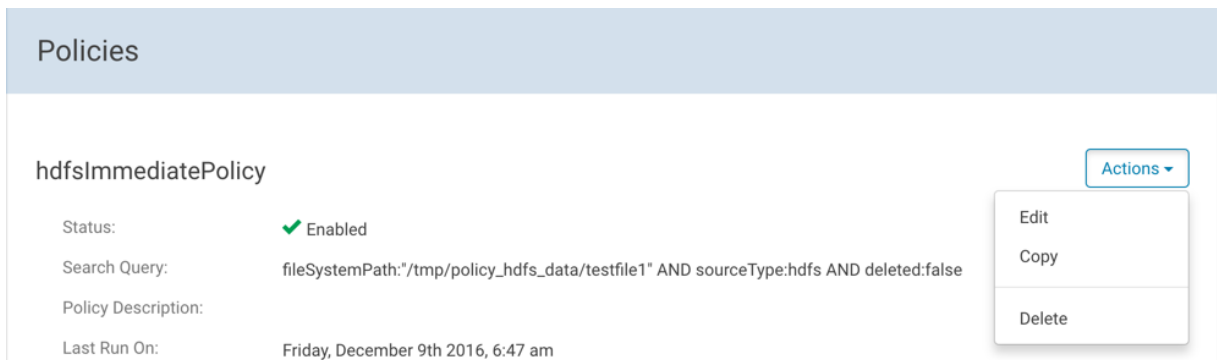 Policies
hdfsImmediatePolicy
Actions
Status: Enabled
Edit
Search Query: fileSystemPath:"/tmp/policy_hdfs_data/testfile1" AND sourceType:hdfs AND deleted:false
Copy
Policy Description:
Delete
Last Run On: Friday, December 9th 2016, 6:47 am